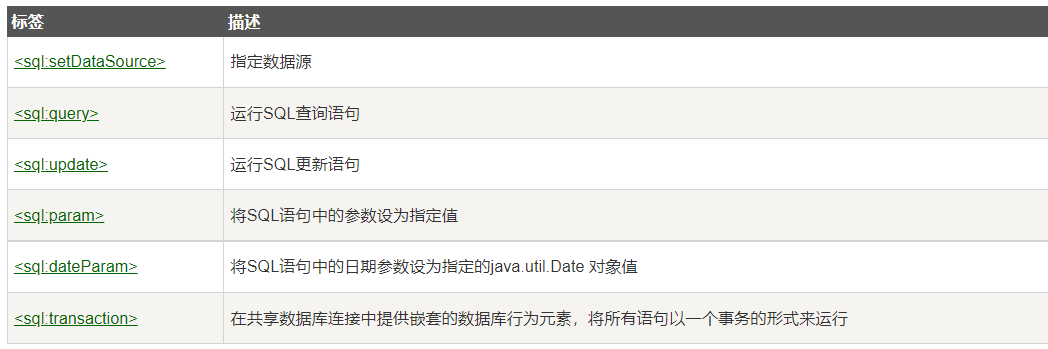 标签 描述
<sql:setDataSource> 指定数据源
<sql:query> 运行SQL查询语句
<sql:update> 运行SQL更新语句
<sql:param> 将SQL语句中的参数设为指定值
<sql:dateParam> 将SQL语句中的日期参数设为指定的java.util.Date 对象值
<sql:transaction> 在共享数据库连接中提供嵌套的数据库行为元素，将所有语句以一个事务的形式来运行